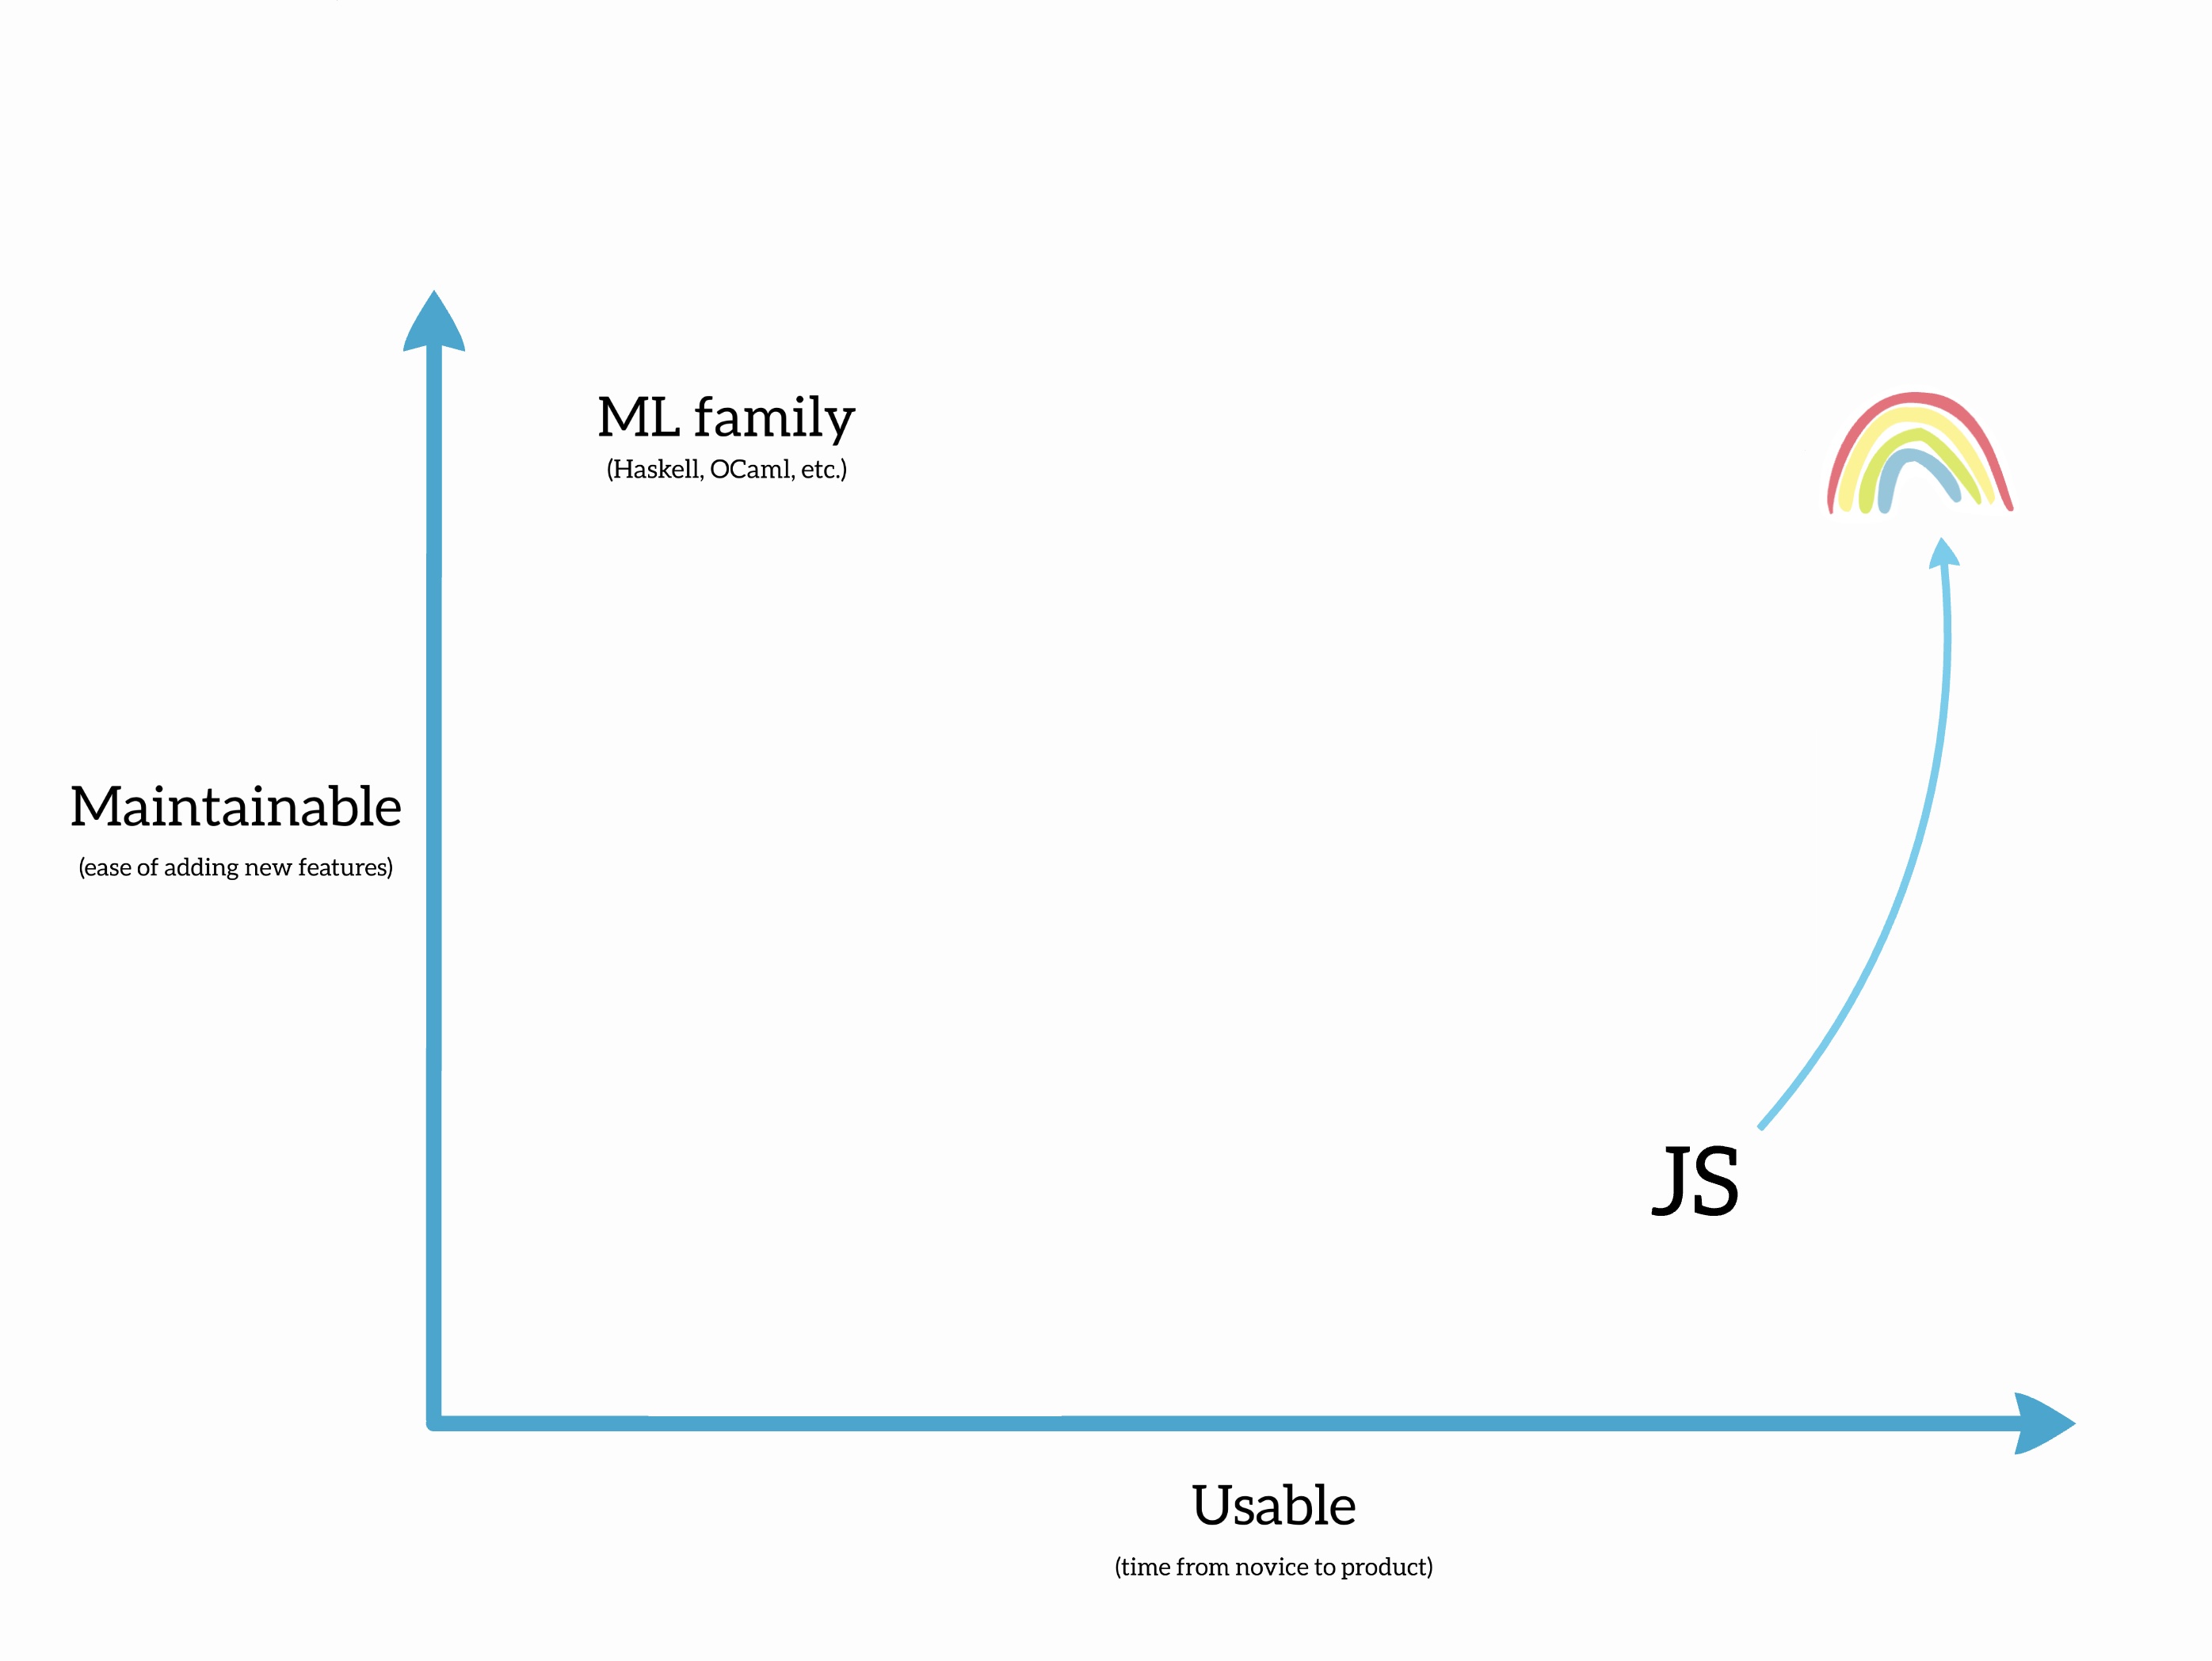 ML family
(Haskell, OCaml, etc.)
Maintainable
(ease of adding new features)
JS
Usable
(time from novice to product)